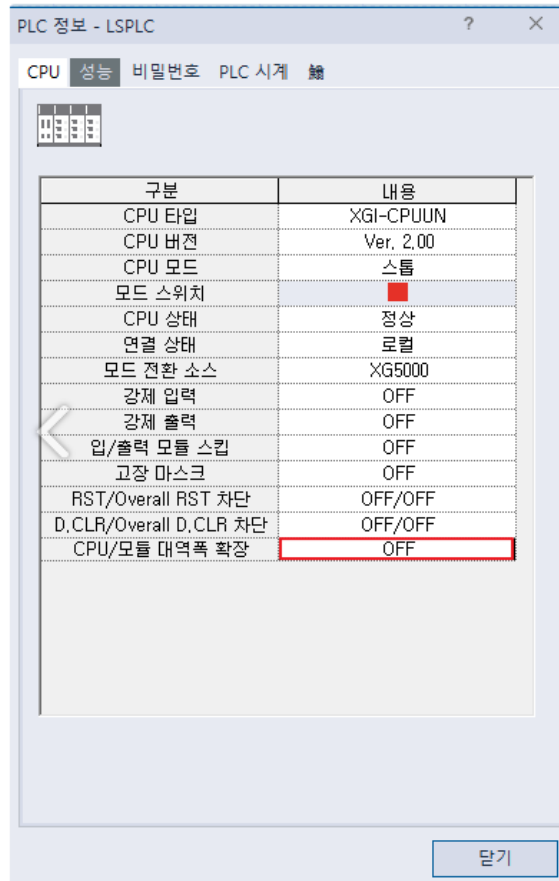 PLC 정보 - LSPLC ? ×
CPU 성능 비밀번호 PLC 시계
구분 내용
CPU 타입 XGI-CPUUN
CPU 버전 Ver, 2,00
CPU 모드 스톱
모드 스위치
CPU 상태 정상
연결 상태 로컬
모드 전환 소스 XG5000
강제 입력 OFF
강제 출력 OFF
입/출력 모듈 스킵 OFF
고장 마스크 OFF
RST/Overall RST 차단 OFF/OFF
D,CLR/Overall D,CLR 차단 OFF/OFF
CPU/모듈 대역폭 확장 OFF
닫기